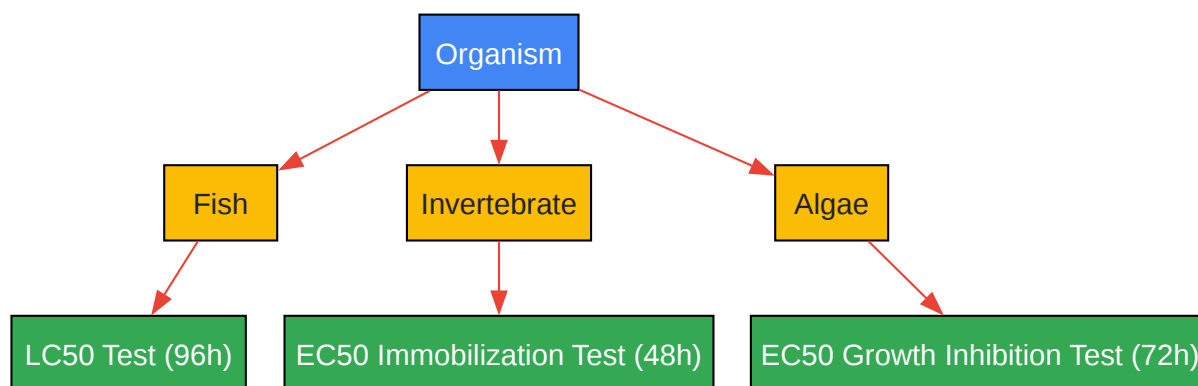 Organism
Fish
Invertebrate
Algae
LC50 Test (96h)
EC50 Immobilization Test (48h)
EC50 Growth Inhibition Test (72h)